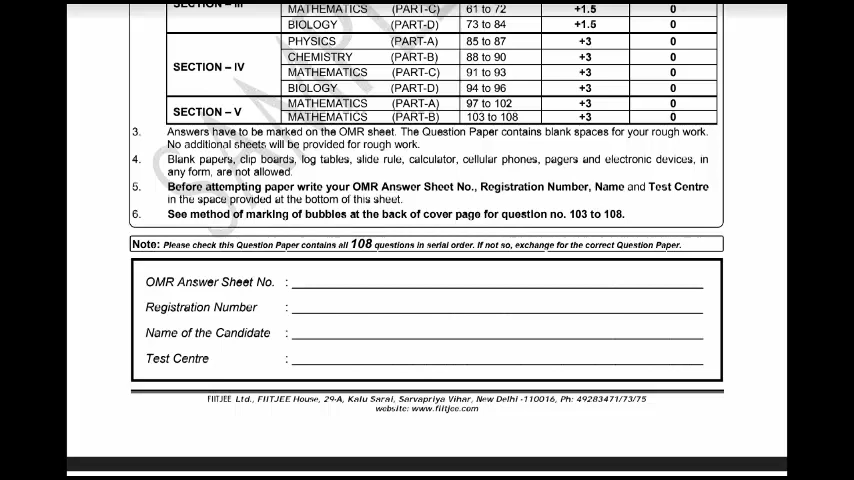 SECTION – III
MATHEMATICS (PART-C) 61 to 72 +1.5 0
BIOLOGY (PART-D) 73 to 84 +1.5 0
SECTION – IV
PHYSICS (PART-A) 85 to 87 +3 0
CHEMISTRY (PART-B) 88 to 90 +3 0
MATHEMATICS (PART-C) 91 to 93 +3 0
BIOLOGY (PART-D) 94 to 96 +3 0
SECTION – V
MATHEMATICS (PART-A) 97 to 102 +3 0
MATHEMATICS (PART-B) 103 to 108 +3 0
3. Answers have to be marked on the OMR sheet. The Question Paper contains blank spaces for your rough work.
No additional sheets will be provided for rough work.
4. Blank papers, clip boards, log tables, slide rule, calculator, cellular phones, pagers and electronic devices, in
any form, are not allowed.
5. Before attempting paper write your OMR Answer Sheet No., Registration Number, Name and Test Centre
in the space provided at the bottom of this sheet.
6. See method of marking of bubbles at the back of cover page for question no. 103 to 108.
Note: Please check this Question Paper contains all 108 questions in serial order. If not so, exchange for the correct Question Paper.
OMR Answer Sheet No. :
Registration Number :
Name of the Candidate :
Test Centre :
FIITJEE Ltd., FIITJEE House, 29-A, Kalu Sarai, Sarvapriya Vihar, New Delhi -110016, Ph: 49283471/73/75
website: www.fiitjee.com
SAMPLE